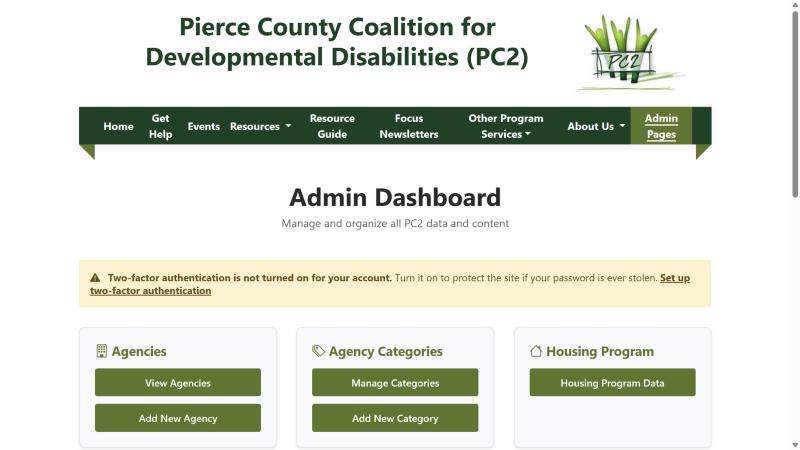 Pierce County Coalition for
Developmental Disabilities (PC2)
PC2
Home
Get
Help
Events
Resources
Resource
Guide
Focus
Newsletters
Other Program
Services
About Us
Admin
Pages
Admin Dashboard
Manage and organize all PC2 data and content
Two-factor authentication is not turned on for your account. Turn it on to protect the site if your password is ever stolen. Set up
two-factor authentication
Agencies
View Agencies
Add New Agency
Agency Categories
Manage Categories
Add New Category
Housing Program
Housing Program Data